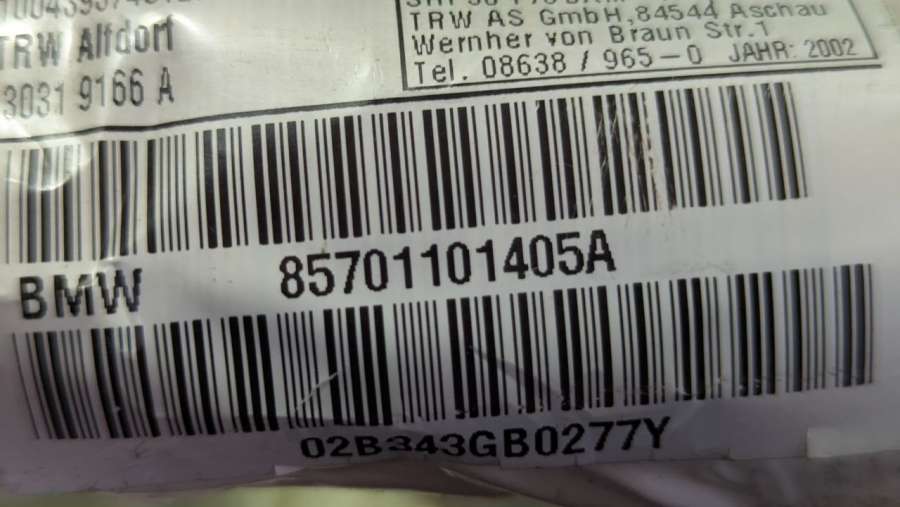 TRW Alfdorf
3031 9166 A
TRW AS GmbH,84544 Aschau
Wernher von Braun Str.1
Tel. 08638 / 965-0 JAHR: 2002
BMW 85701101405A
02B343GB0277Y